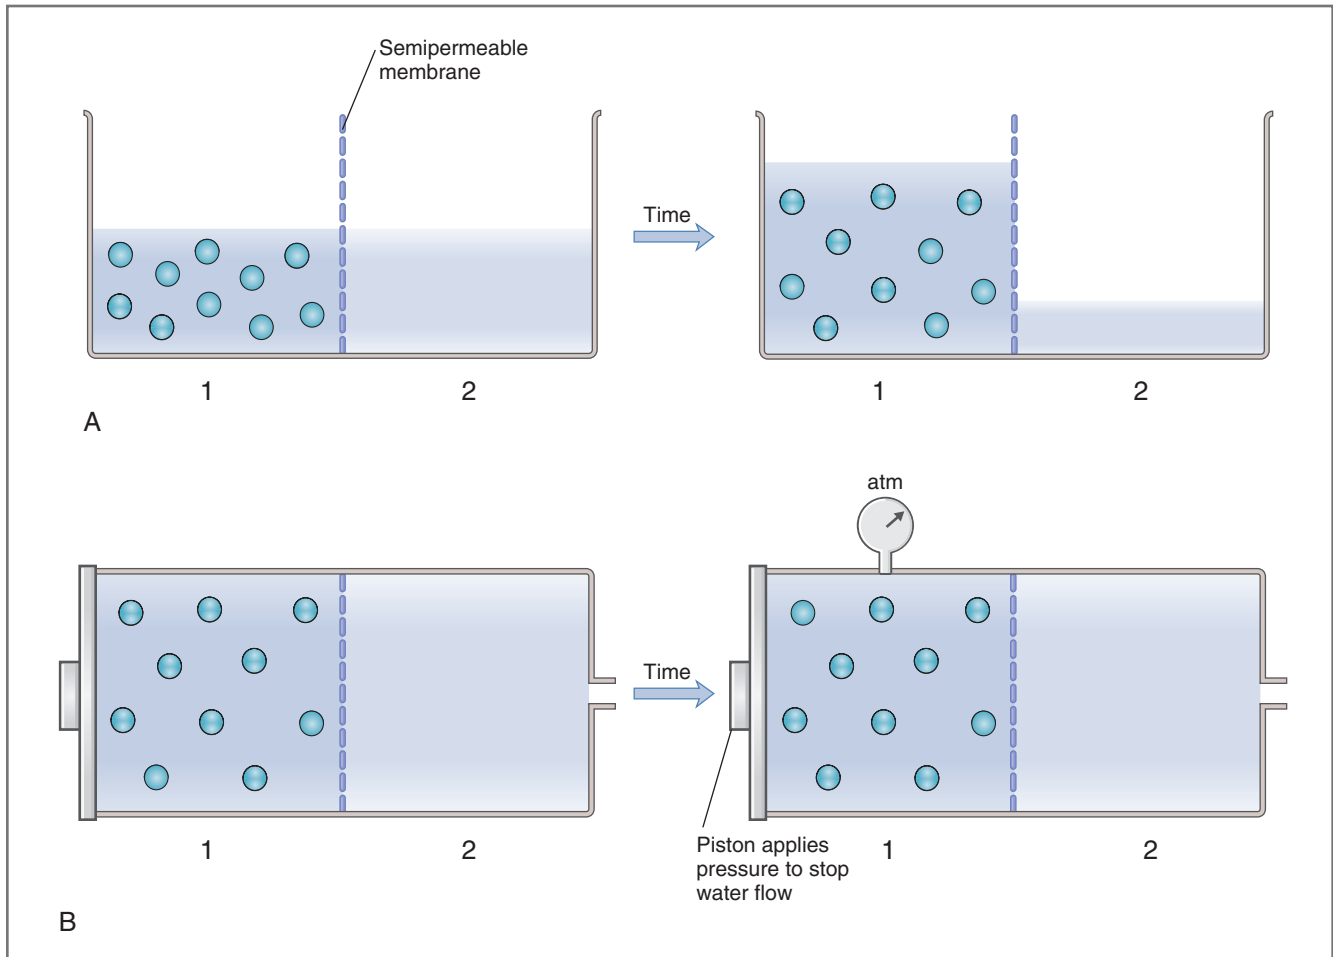 Semipermeable
membrane
Time
1
2
1
2
A
atm
Time
1
2
Piston applies
pressure to stop
water flow
1
2
B